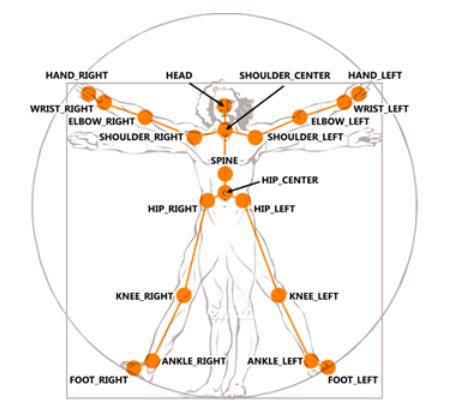 HAND_RIGHT HEAD SHOULDER_CENTER HAND_LEFT
WRIST_RIGHT WRIST_LEFT
ELBOW_RIGHT ELBOW_LEFT
SHOULDER_RIGHT SHOULDER_LEFT
SPINE
HIP_CENTER
HIP_RIGHT HIP_LEFT
KNEE_RIGHT KNEE_LEFT
ANKLE_RIGHT ANKLE_LEFT
FOOT_RIGHT FOOT_LEFT